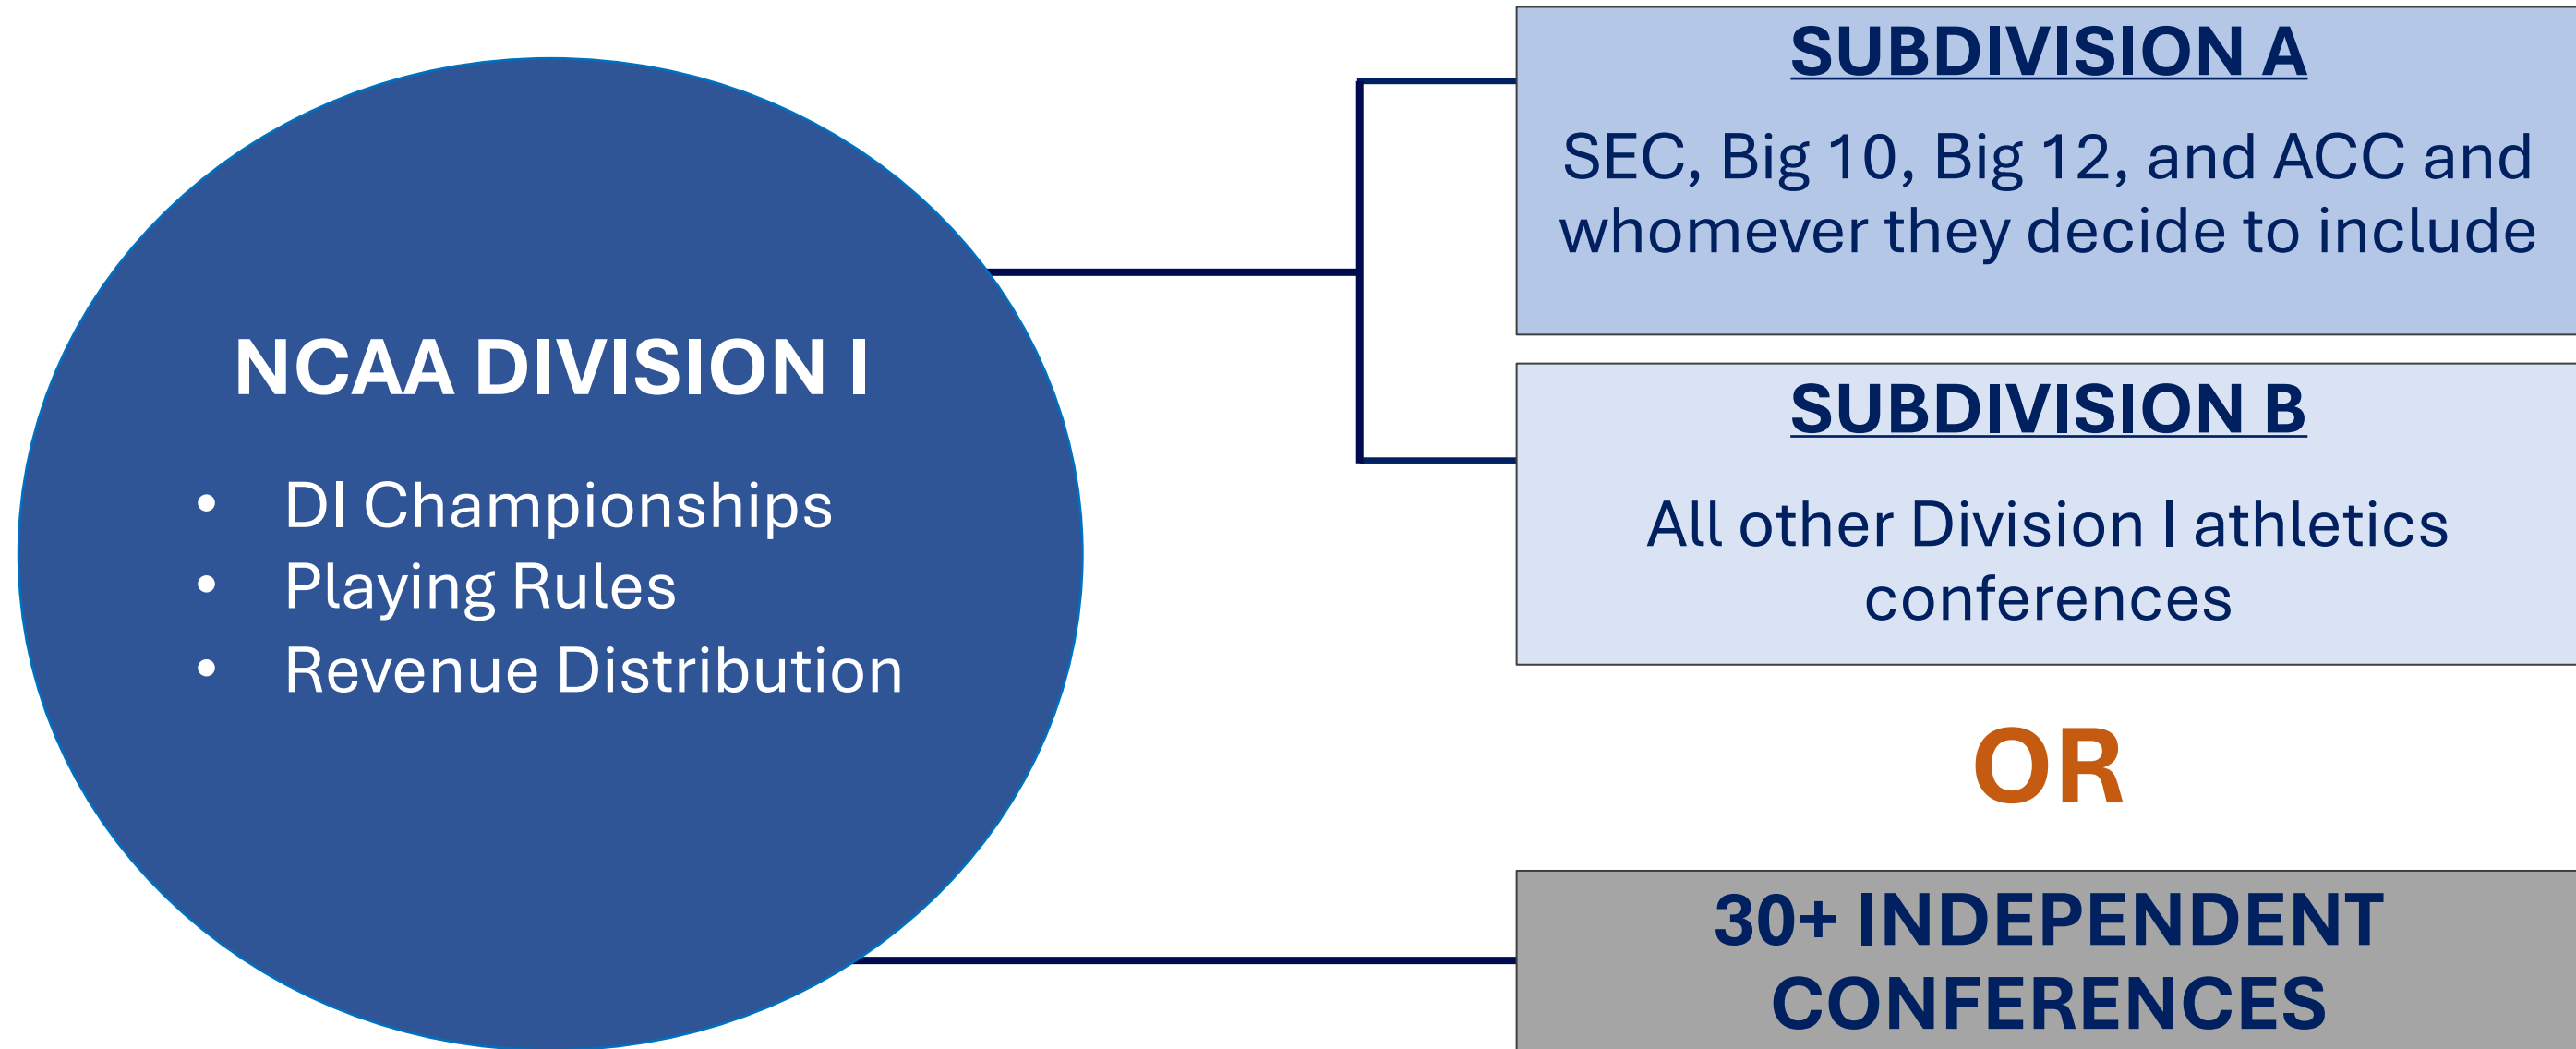 NCAA DIVISION I
• DI Championships
• Playing Rules
• Revenue Distribution
SUBDIVISION A
SEC, Big 10, Big 12, and ACC and
whomever they decide to include
SUBDIVISION B
All other Division I athletics
conferences
OR
30+ INDEPENDENT
CONFERENCES